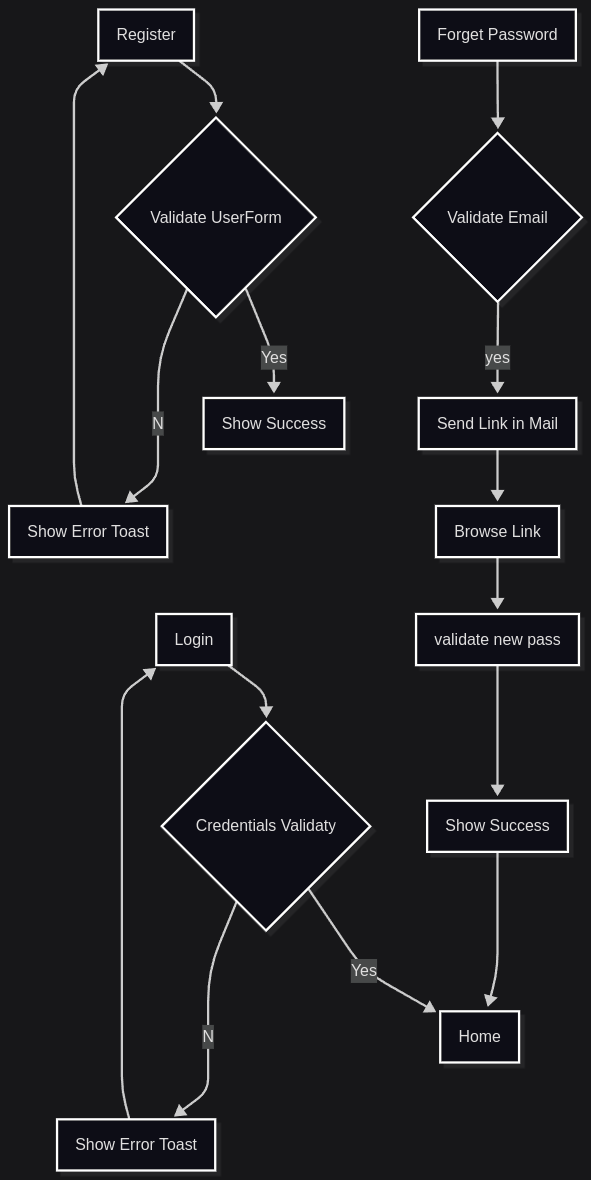 Register
Forget Password
Validate UserForm
Validate Email
Yes
yes
N
Show Success
Send Link in Mail
Show Error Toast
Browse Link
Login
validate new pass
Credentials Validaty
Show Success
Yes
N
Home
Show Error Toast